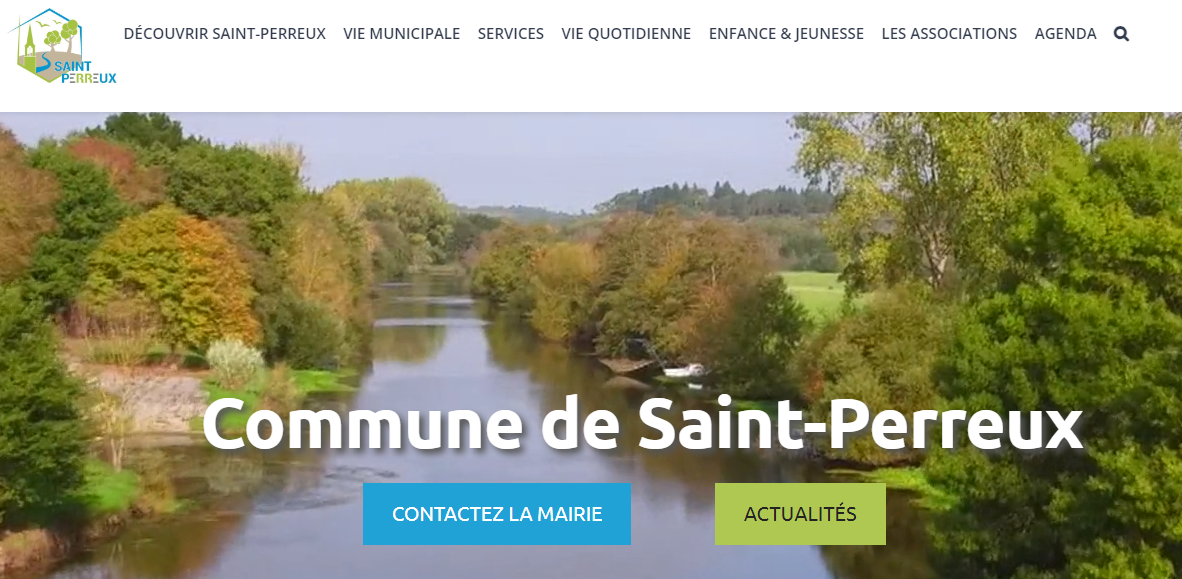 SAINT
PERREUX
DÉCOUVRIR SAINT-PERREUX VIE MUNICIPALE SERVICES VIE QUOTIDIENNE ENFANCE & JEUNESSE LES ASSOCIATIONS AGENDA
Commune de Saint-Perreux
CONTACTEZ LA MAIRIE ACTUALITÉS